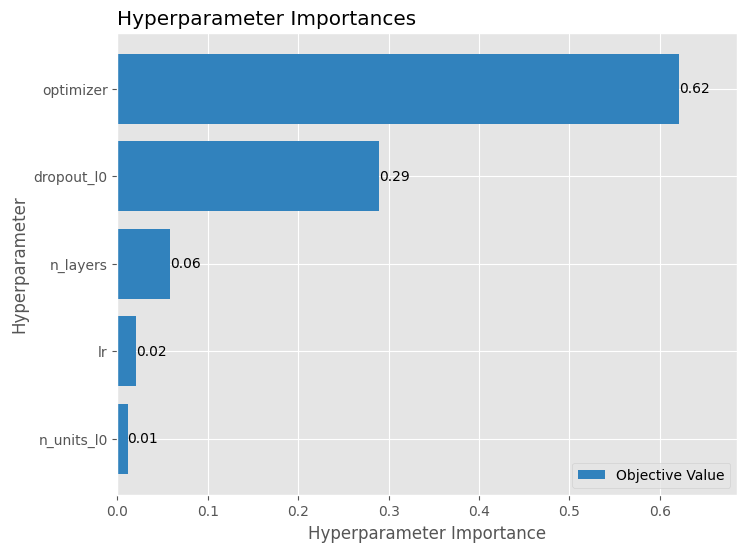 Hyperparameter Importances
Hyperparameter
optimizer
0.62
dropout_l0
0.29
n_layers
0.06
lr
0.02
n_units_l0
0.01
Objective Value
0.0 0.1 0.2 0.3 0.4 0.5 0.6
Hyperparameter Importance